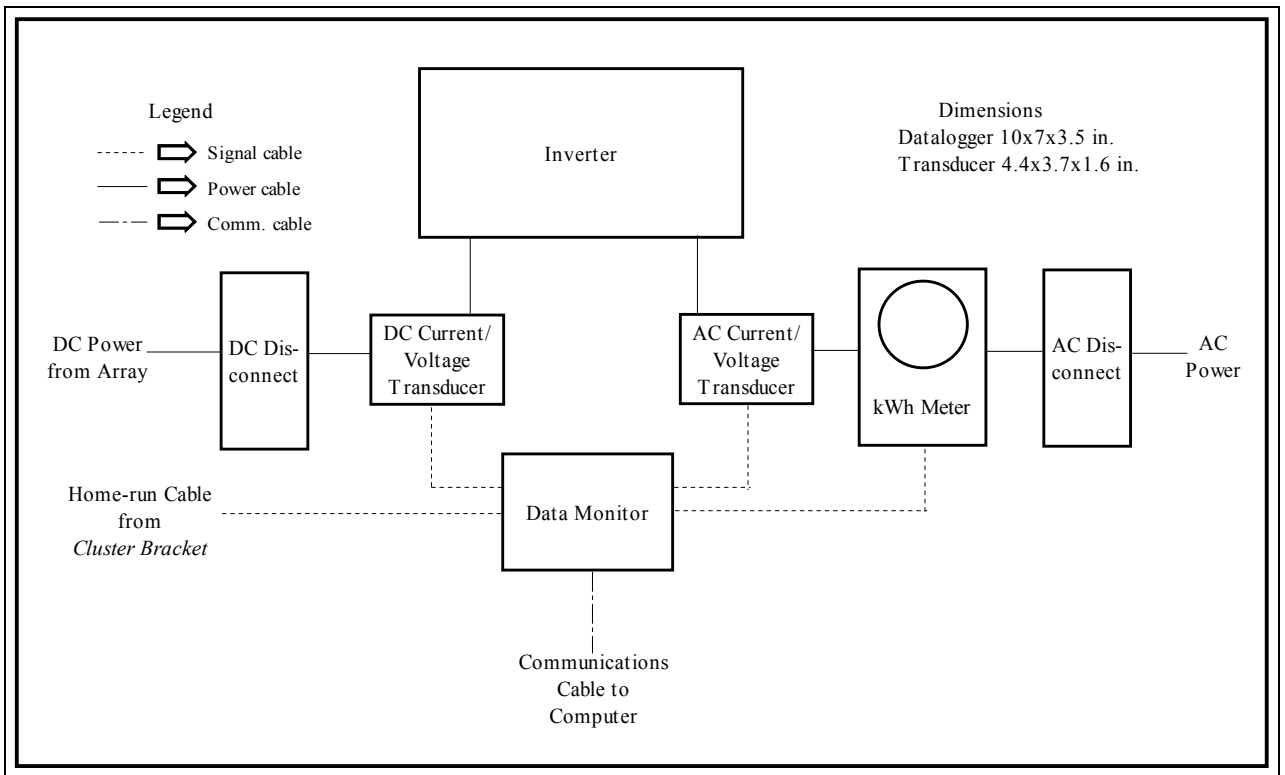 Legend
Signal cable
Power cable
Comm. cable
Inverter
Dimensions
Datalogger 10x7x3.5 in.
Transducer 4.4x3.7x1.6 in.
DC Power
from Array
DC Dis-
connect
DC Current/
Voltage
Transducer
AC Current/
Voltage
Transducer
kWh Meter
AC Dis-
connect
AC
Power
Home-run Cable
from
Cluster Bracket
Data Monitor
Communications
Cable to
Computer